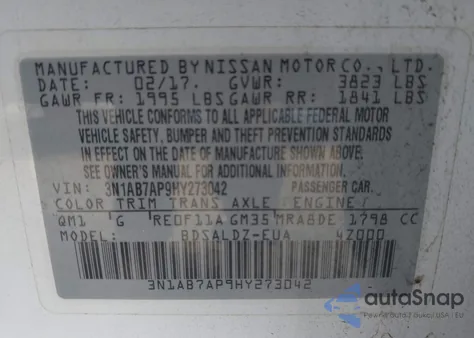 MANUFACTURED BY NISSAN MOTOR CO., LTD.
DATE: 02/17. GVWR: 3823 LBS
GAWR FR: 1995 LBS GAWR RR: 1841 LBS
THIS VEHICLE CONFORMS TO ALL APPLICABLE FEDERAL MOTOR
VEHICLE SAFETY, BUMPER AND THEFT PREVENTION STANDARDS
IN EFFECT ON THE DATE OF MANUFACTURE SHOWN ABOVE.
SEE OWNER'S MANUAL FOR ADDITIONAL INFORMATION.
VIN: 3N1AB7AP9HY273042 PASSENGER CAR.
COLOR TRIM TRANS AXLE ENGINE
QM1 G RE0F11A GM35 MRA8DE 1798 CC
MODEL: BDSALDZ-EUA 4Z000
3N1AB7AP9HY273042
autoSnap